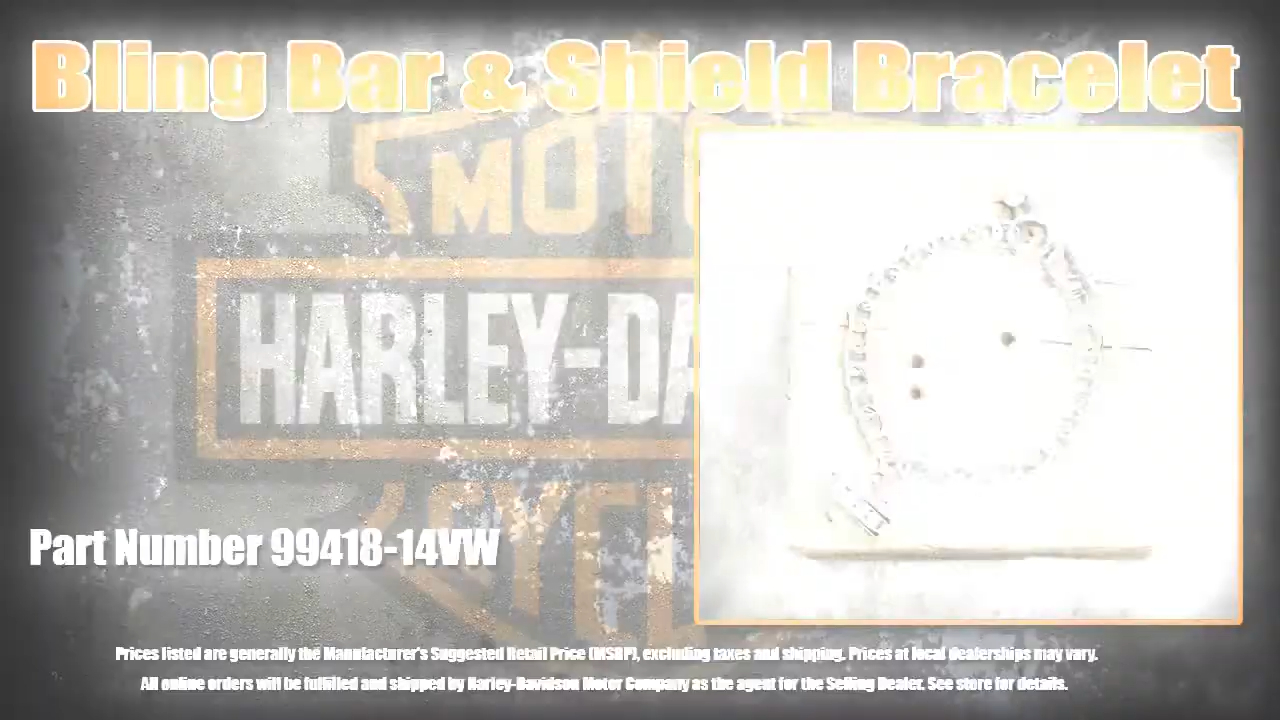 Bling Bar & Shield Bracelet
MOTO
HARLEY-DA
CYCL
Part Number 99418-14VW
Prices listed are generally the Manufacturer's Suggested Retail Price (MSRP), excluding taxes and shipping. Prices at local dealerships may vary.
All online orders will be fulfilled and shipped by Harley-Davidson Motor Company as the agent for the Selling Dealer. See store for details.